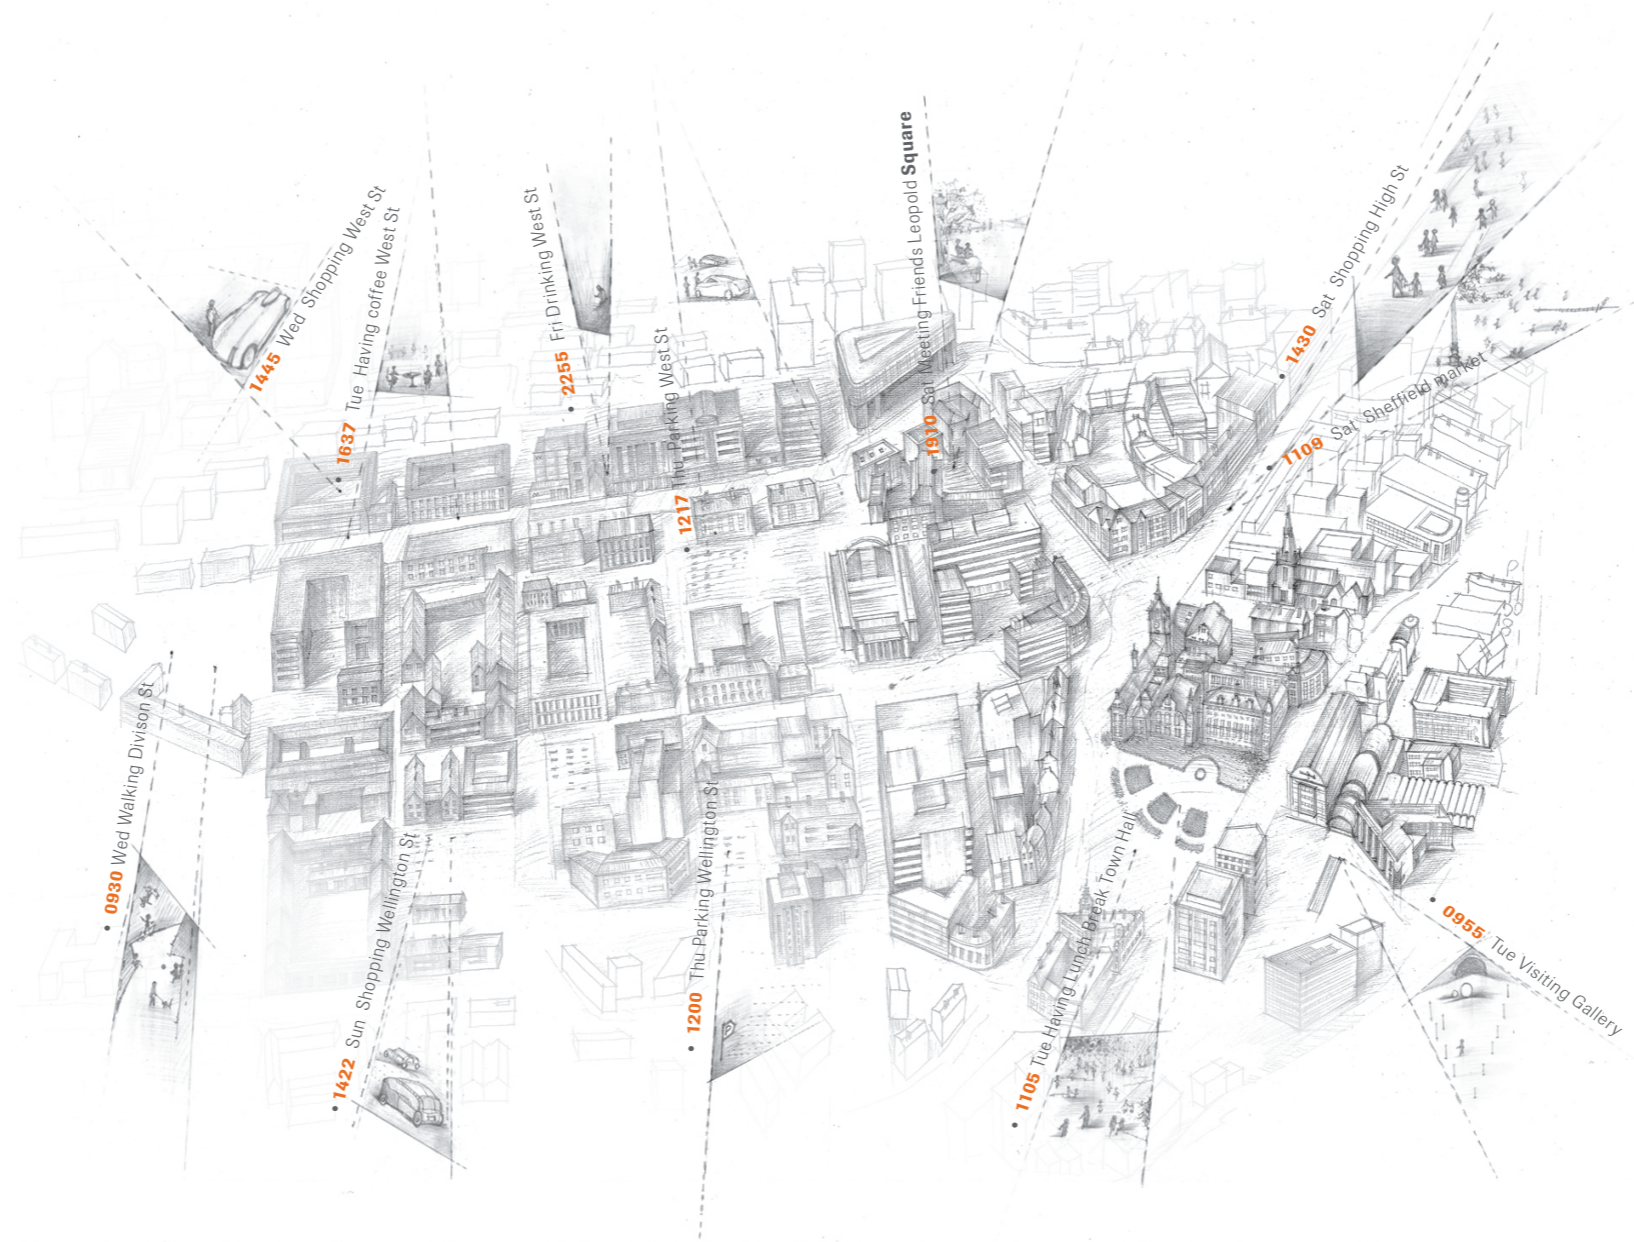 1445 Wed Shopping West St
1637 Tue Having coffee West St
2255 Fri Drinking West St
1217 Thu Parking West St
1910 Sat Meeting Friends Leopold Square
1430 Sat Shopping High St
1109 Sat Sheffield market
0930 Wed Walking Divison St
1422 Sun Shopping Wellington St
1200 Thu Parking Wellington St
1105 Tue Having Lunch Break Town Hall
0955 Tue Visiting Gallery
P